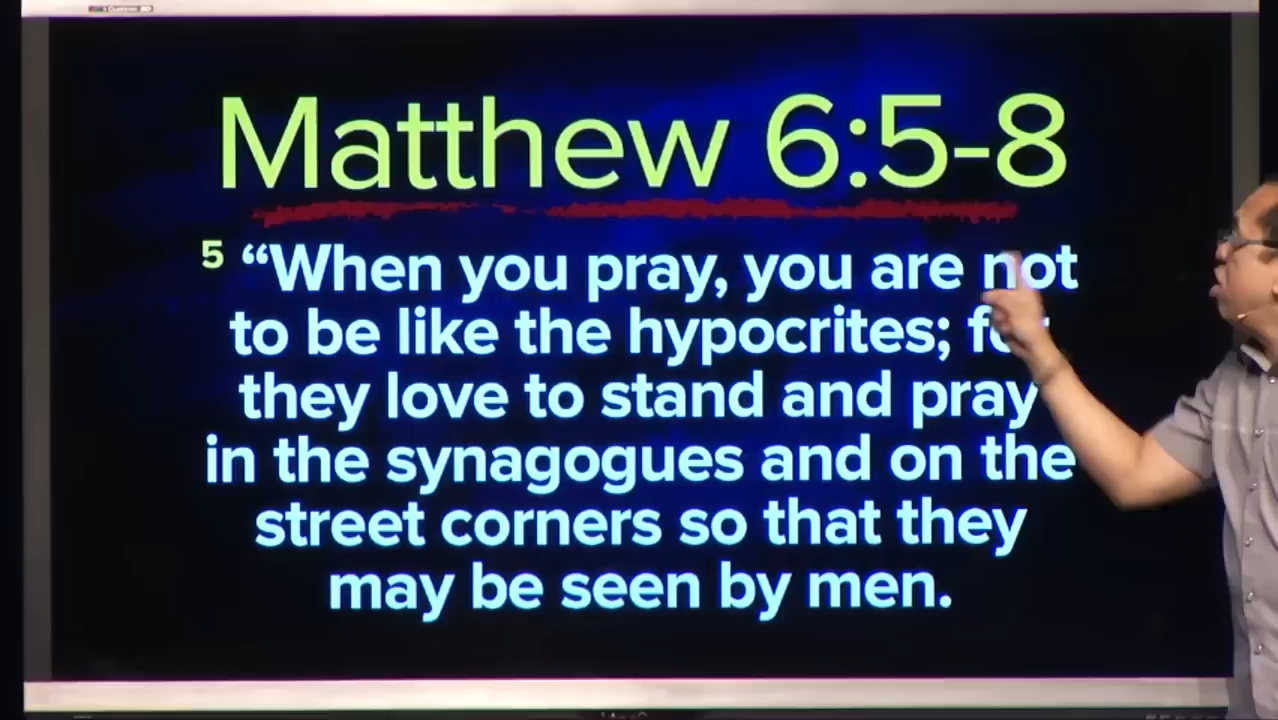 Matthew 6:5-8
5 “When you pray, you are not
to be like the hypocrites; for
they love to stand and pray
in the synagogues and on the
street corners so that they
may be seen by men.